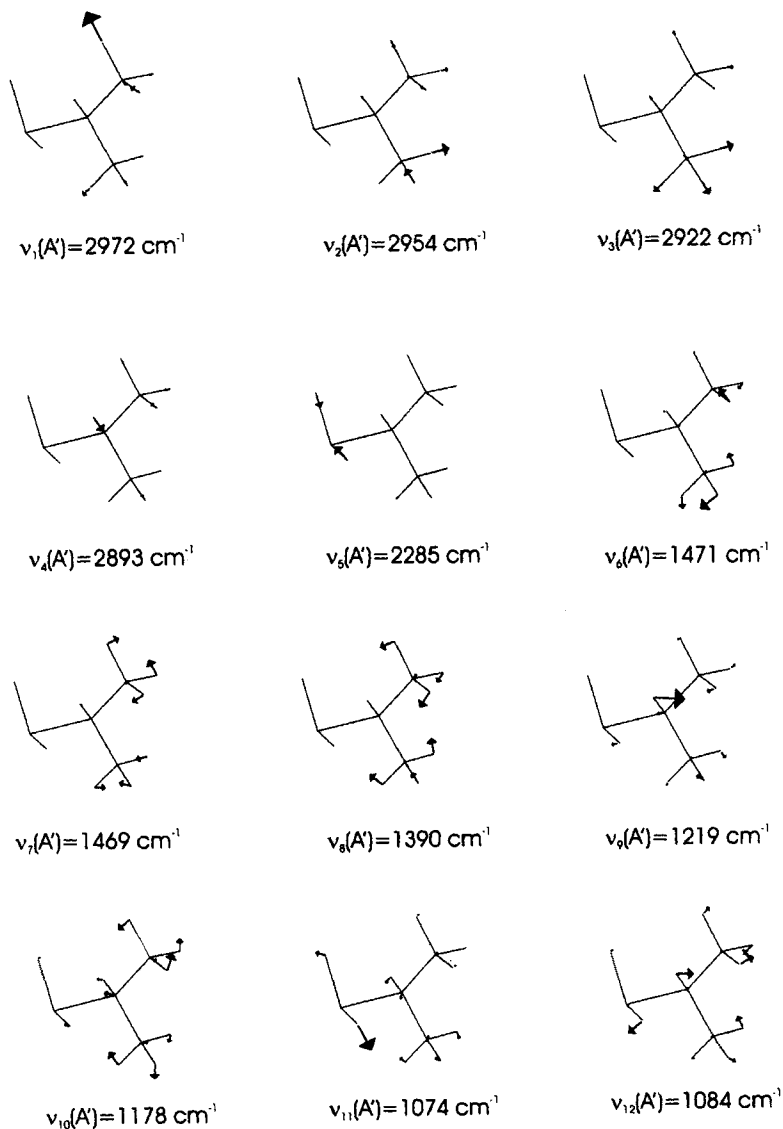 ν₁(A')=2972 cm⁻¹
ν₂(A')=2954 cm⁻¹
ν₃(A')=2922 cm⁻¹
ν₄(A')=2893 cm⁻¹
ν₅(A')=2285 cm⁻¹
ν₆(A')=1471 cm⁻¹
ν₇(A')=1469 cm⁻¹
ν₈(A')=1390 cm⁻¹
ν₉(A')=1219 cm⁻¹
ν₁₀(A')=1178 cm⁻¹
ν₁₁(A')=1074 cm⁻¹
ν₁₂(A')=1084 cm⁻¹